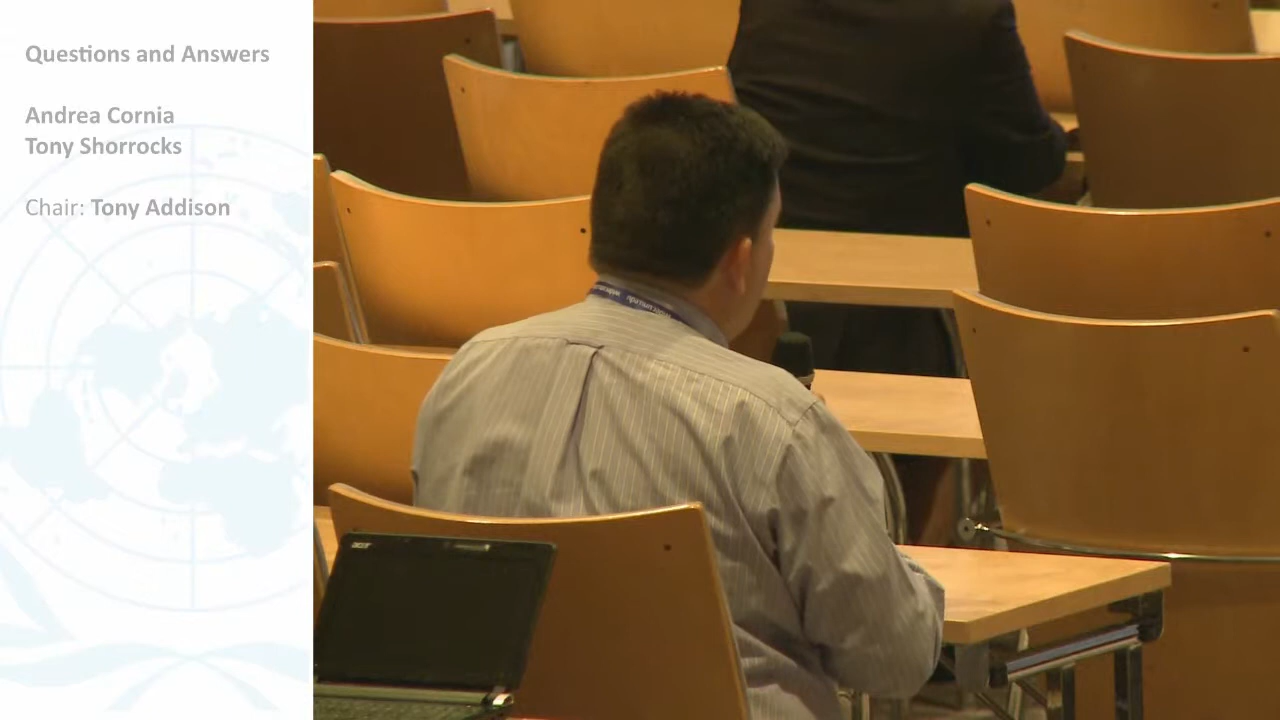 Questions and Answers
Andrea Cornia
Tony Shorrocks
Chair: Tony Addison
acer